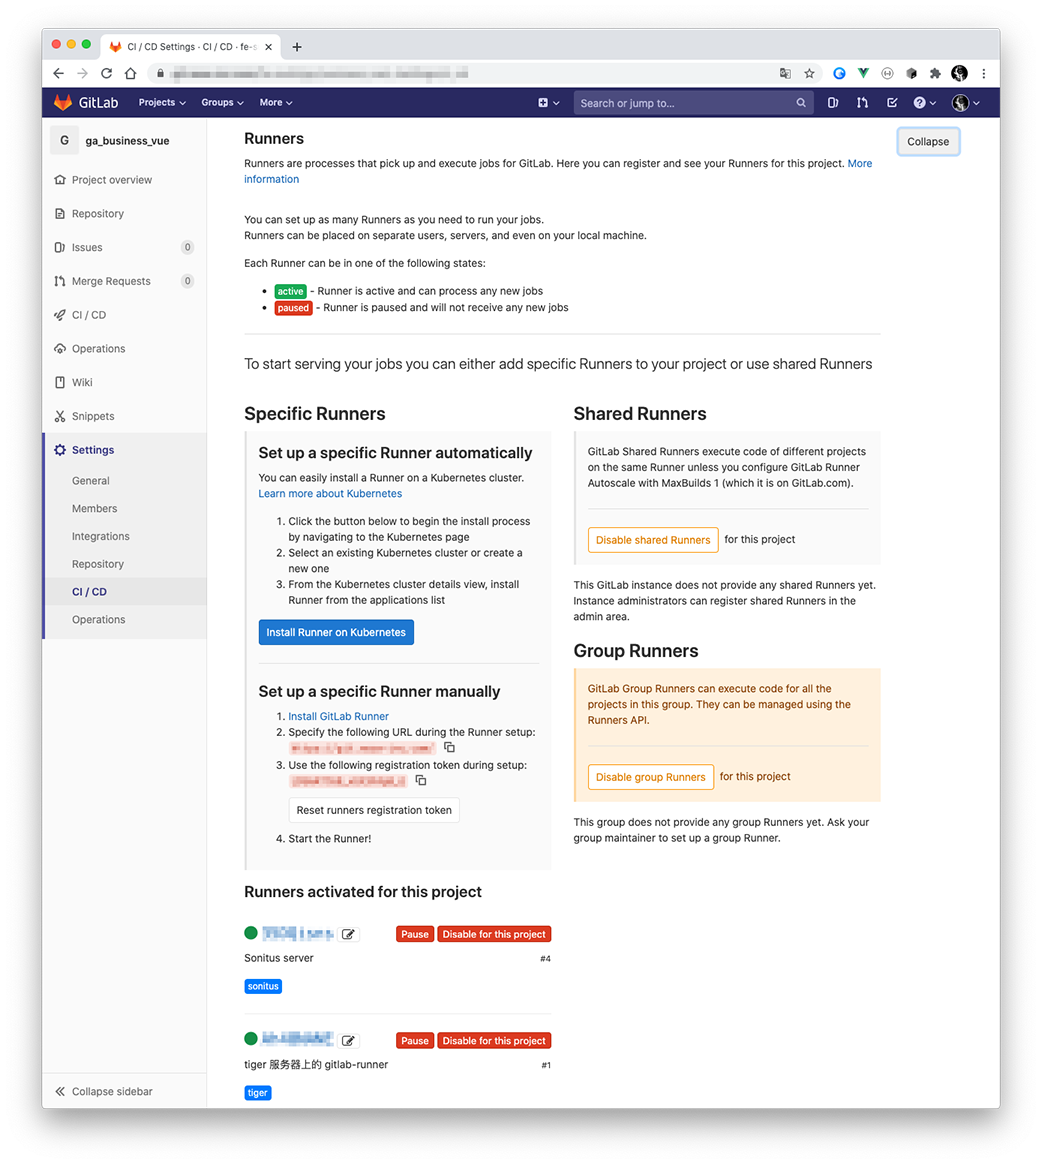 CI / CD Settings · CI / CD · fe-s
GitLab
Projects
Groups
More
Search or jump to...
G
ga_business_vue
Project overview
Repository
Issues
0
Merge Requests
0
CI / CD
Operations
Wiki
Snippets
Settings
General
Members
Integrations
Repository
CI / CD
Operations
Collapse sidebar
Runners
Collapse
Runners are processes that pick up and execute jobs for GitLab. Here you can register and see your Runners for this project. More
information
You can set up as many Runners as you need to run your jobs.
Runners can be placed on separate users, servers, and even on your local machine.
Each Runner can be in one of the following states:
• active - Runner is active and can process any new jobs
• paused - Runner is paused and will not receive any new jobs
To start serving your jobs you can either add specific Runners to your project or use shared Runners
Specific Runners
Set up a specific Runner automatically
You can easily install a Runner on a Kubernetes cluster.
Learn more about Kubernetes
1. Click the button below to begin the install process
by navigating to the Kubernetes page
2. Select an existing Kubernetes cluster or create a
new one
3. From the Kubernetes cluster details view, install
Runner from the applications list
Install Runner on Kubernetes
Set up a specific Runner manually
1. Install GitLab Runner
2. Specify the following URL during the Runner setup:
3. Use the following registration token during setup:
Reset runners registration token
4. Start the Runner!
Runners activated for this project
Pause
Disable for this project
Sonitus server
#4
sonitus
Pause
Disable for this project
tiger 服务器上的 gitlab-runner
#1
tiger
Shared Runners
GitLab Shared Runners execute code of different projects
on the same Runner unless you configure GitLab Runner
Autoscale with MaxBuilds 1 (which it is on GitLab.com).
Disable shared Runners for this project
This GitLab instance does not provide any shared Runners yet.
Instance administrators can register shared Runners in the
admin area.
Group Runners
GitLab Group Runners can execute code for all the
projects in this group. They can be managed using the
Runners API.
Disable group Runners for this project
This group does not provide any group Runners yet. Ask your
group maintainer to set up a group Runner.